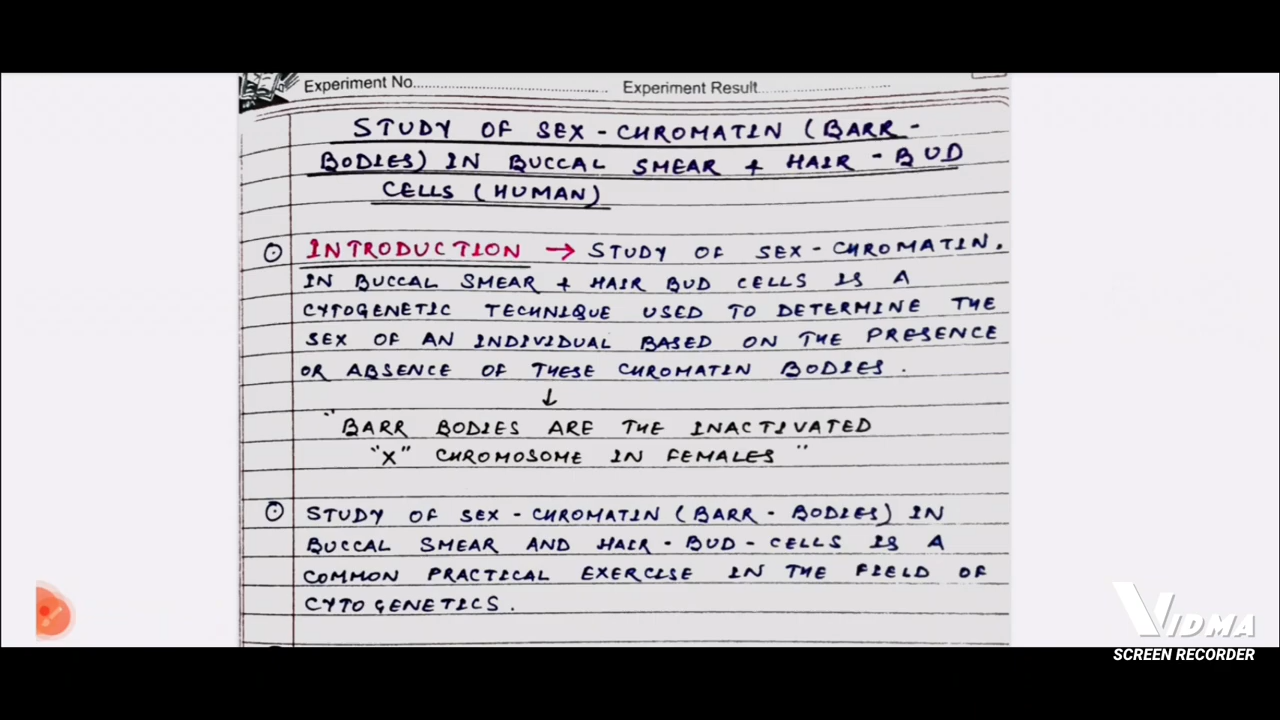 Experiment No.
Experiment Result
STUDY OF SEX-CHROMATIN (BARR-
BODIES) IN BUCCAL SMEAR + HAIR-BUD
CELLS (HUMAN)
INTRODUCTION → STUDY OF SEX-CHROMATIN.
IN BUCCAL SMEAR + HAIR BUD CELLS IS A
CYTOGENETIC TECHNIQUE USED TO DETERMINE THE
SEX OF AN INDIVIDUAL BASED ON THE PRESENCE
OR ABSENCE OF THESE CHROMATIN BODIES.
↓
"BARR BODIES ARE THE INACTIVATED
"X" CHROMOSOME IN FEMALES"
STUDY OF SEX-CHROMATIN (BARR-BODIES) IN
BUCCAL SMEAR AND HAIR-BUD-CELLS IS A
COMMON PRACTICAL EXERCISE IN THE FIELD OF
CYTOGENETICS.
VIDMA
SCREEN RECORDER